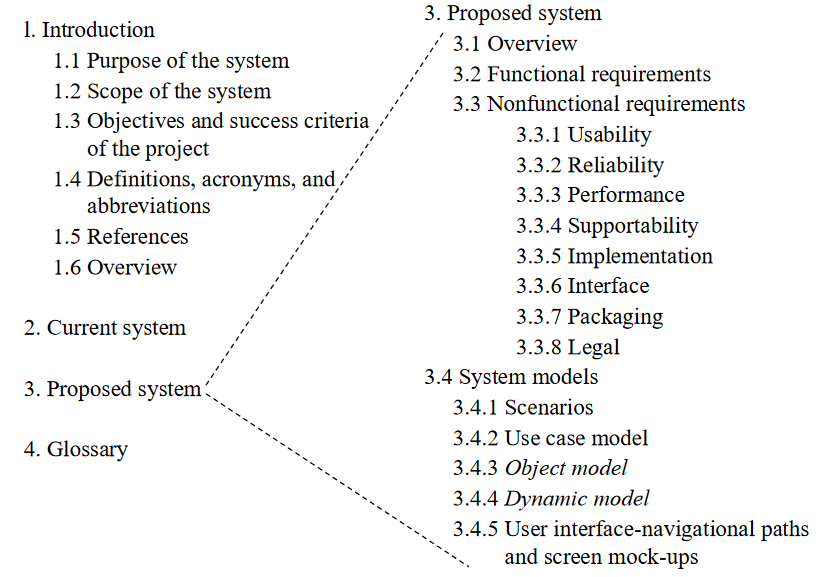 1. Introduction
1.1 Purpose of the system
1.2 Scope of the system
1.3 Objectives and success criteria
of the project
1.4 Definitions, acronyms, and
abbreviations
1.5 References
1.6 Overview
2. Current system
3. Proposed system
4. Glossary
3. Proposed system
3.1 Overview
3.2 Functional requirements
3.3 Nonfunctional requirements
3.3.1 Usability
3.3.2 Reliability
3.3.3 Performance
3.3.4 Supportability
3.3.5 Implementation
3.3.6 Interface
3.3.7 Packaging
3.3.8 Legal
3.4 System models
3.4.1 Scenarios
3.4.2 Use case model
3.4.3 Object model
3.4.4 Dynamic model
3.4.5 User interface-navigational paths
and screen mock-ups